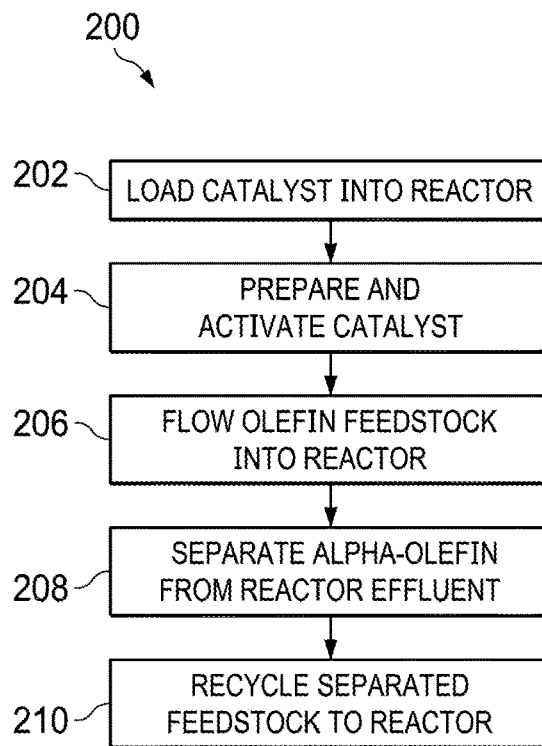 200
202
LOAD CATALYST INTO REACTOR
204
PREPARE AND
ACTIVATE CATALYST
206
FLOW OLEFIN FEEDSTOCK
INTO REACTOR
208
SEPARATE ALPHA-OLEFIN
FROM REACTOR EFFLUENT
210
RECYCLE SEPARATED
FEEDSTOCK TO REACTOR